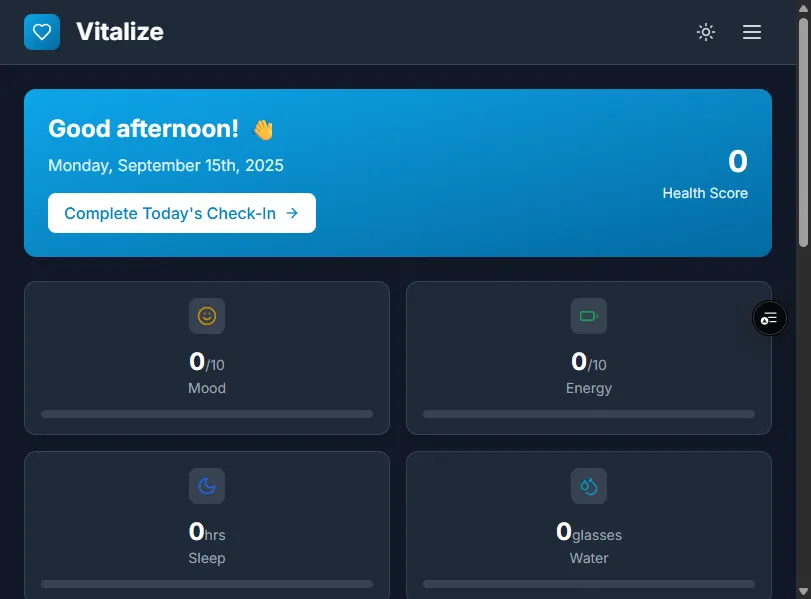 Vitalize
Good afternoon! 👋
Monday, September 15th, 2025
Complete Today's Check-In →
0
Health Score
0/10
Mood
0/10
Energy
0hrs
Sleep
0glasses
Water